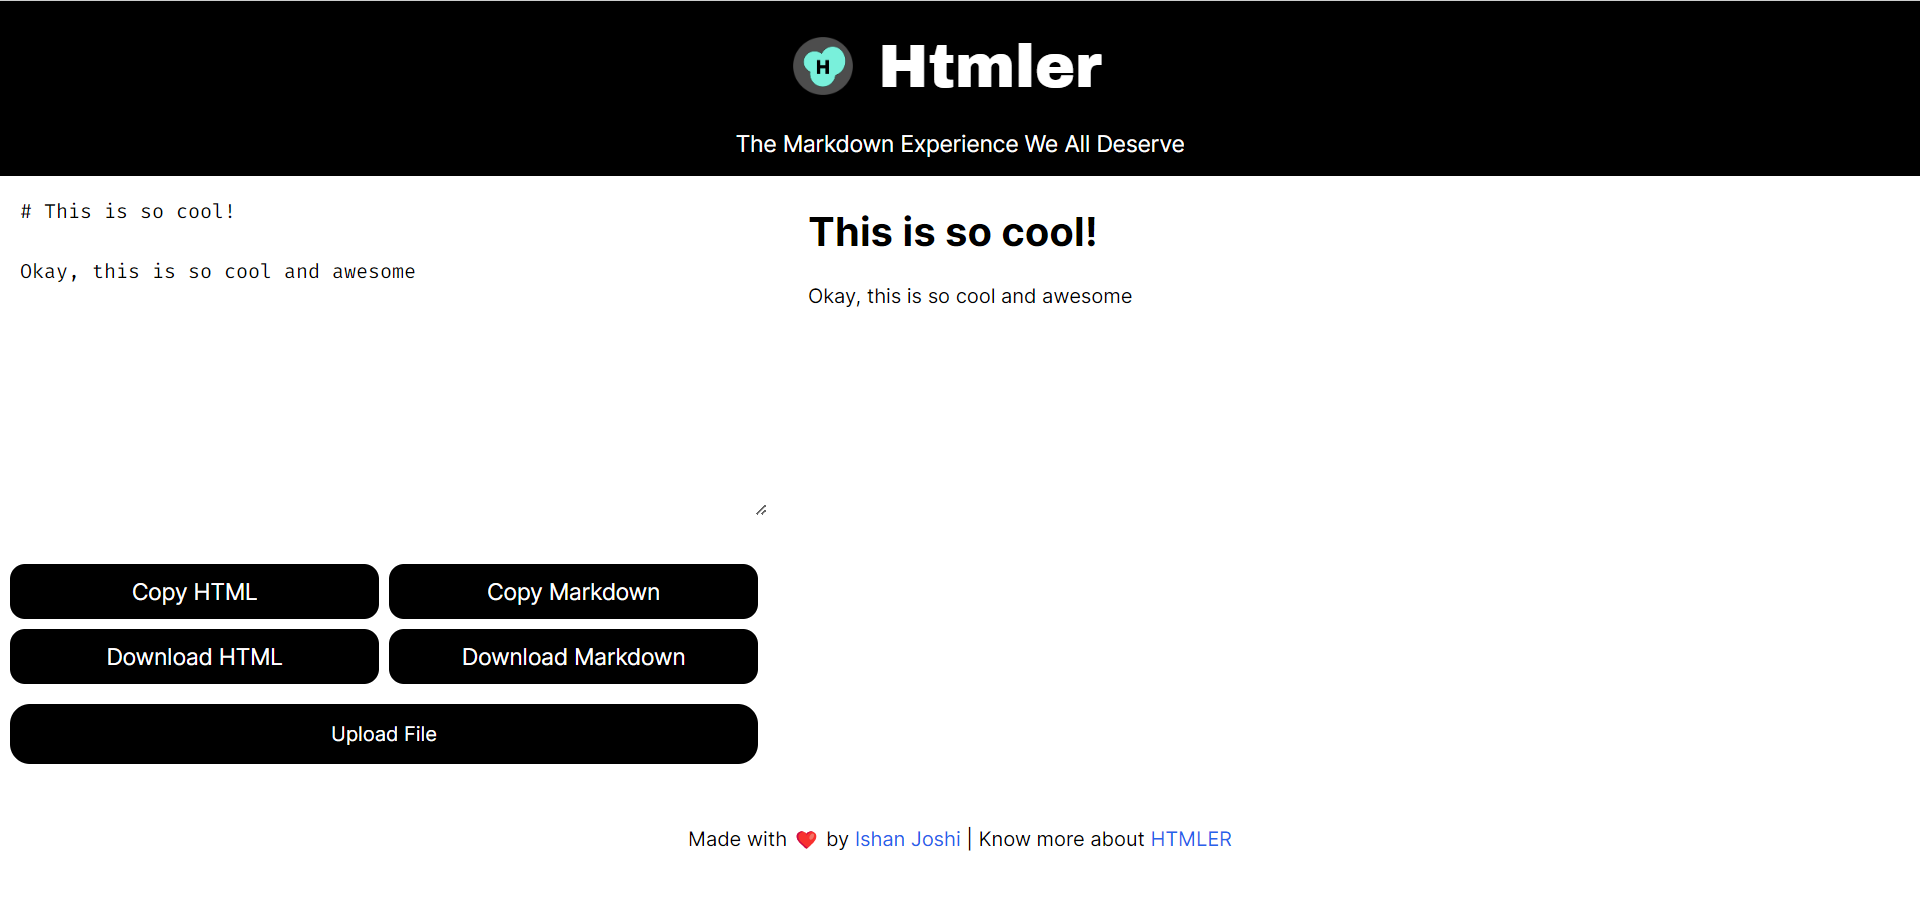 H Htmler
The Markdown Experience We All Deserve
# This is so cool!
Okay, this is so cool and awesome
This is so cool!
Okay, this is so cool and awesome
Copy HTML
Copy Markdown
Download HTML
Download Markdown
Upload File
Made with ❤️ by Ishan Joshi | Know more about HTMLER